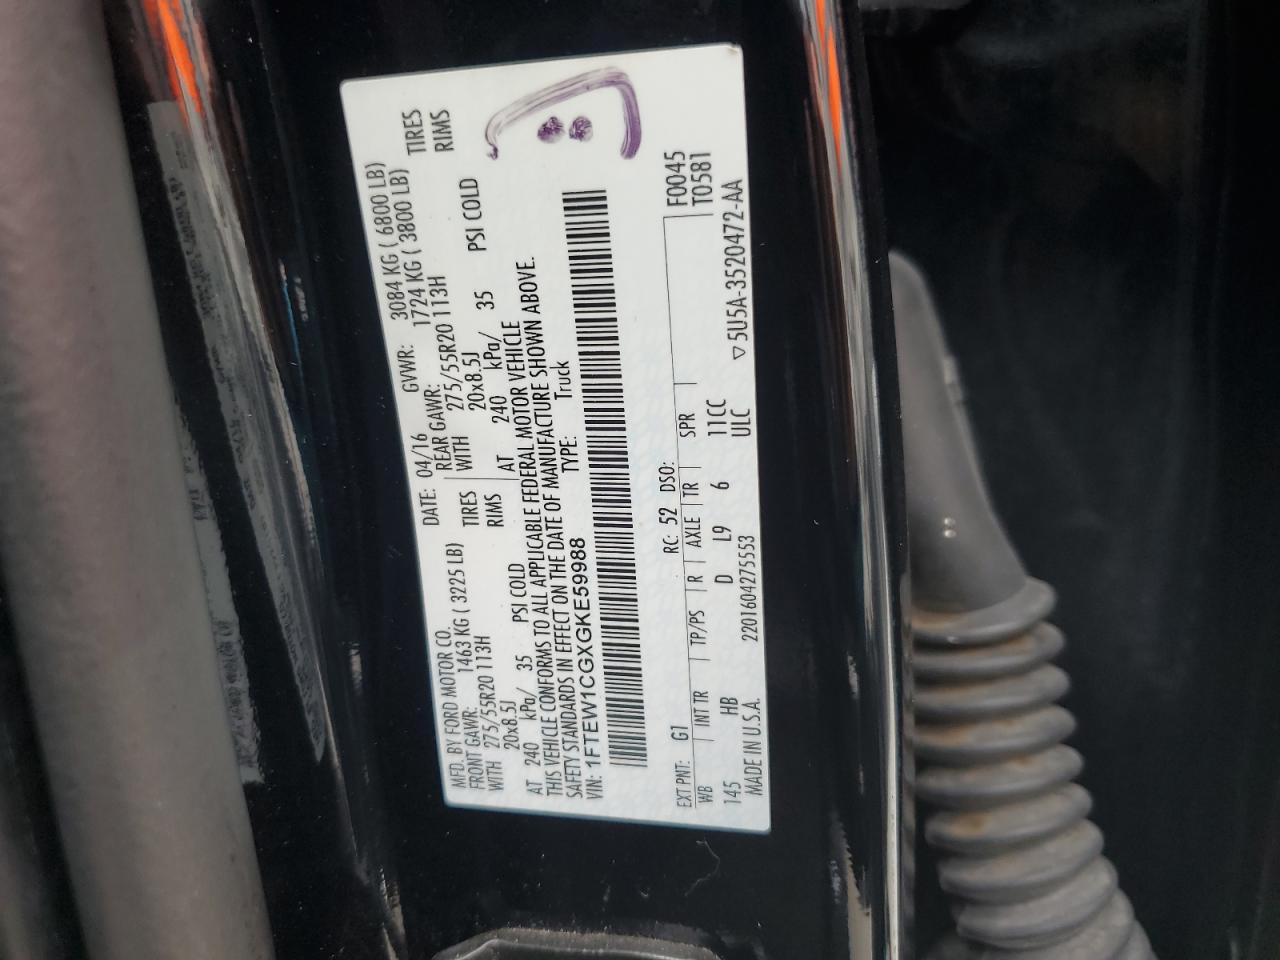 MFD. BY FORD MOTOR CO.
DATE: 04/16 GVWR: 3084 KG ( 6800 LB)
FRONT GAWR: 1463 KG ( 3225 LB) REAR GAWR: 1724 KG ( 3800 LB)
WITH 275/55R20 113H TIRES WITH 275/55R20 113H TIRES
20x8.5J RIMS 20x8.5J RIMS
AT 240 kPa/ 35 PSI COLD AT 240 kPa/ 35 PSI COLD
THIS VEHICLE CONFORMS TO ALL APPLICABLE FEDERAL MOTOR VEHICLE
SAFETY STANDARDS IN EFFECT ON THE DATE OF MANUFACTURE SHOWN ABOVE.
VIN: 1FTEW1CGXGKE59988 TYPE: Truck
EXT PNT: G1 RC: 52 DSO: F0045
WB INT TR TP/PS R AXLE TR SPR T0581
145 HB D L9 6 11CC
ULC
MADE IN U.S.A. 2201604275553 ▽5U5A-3520472-AA